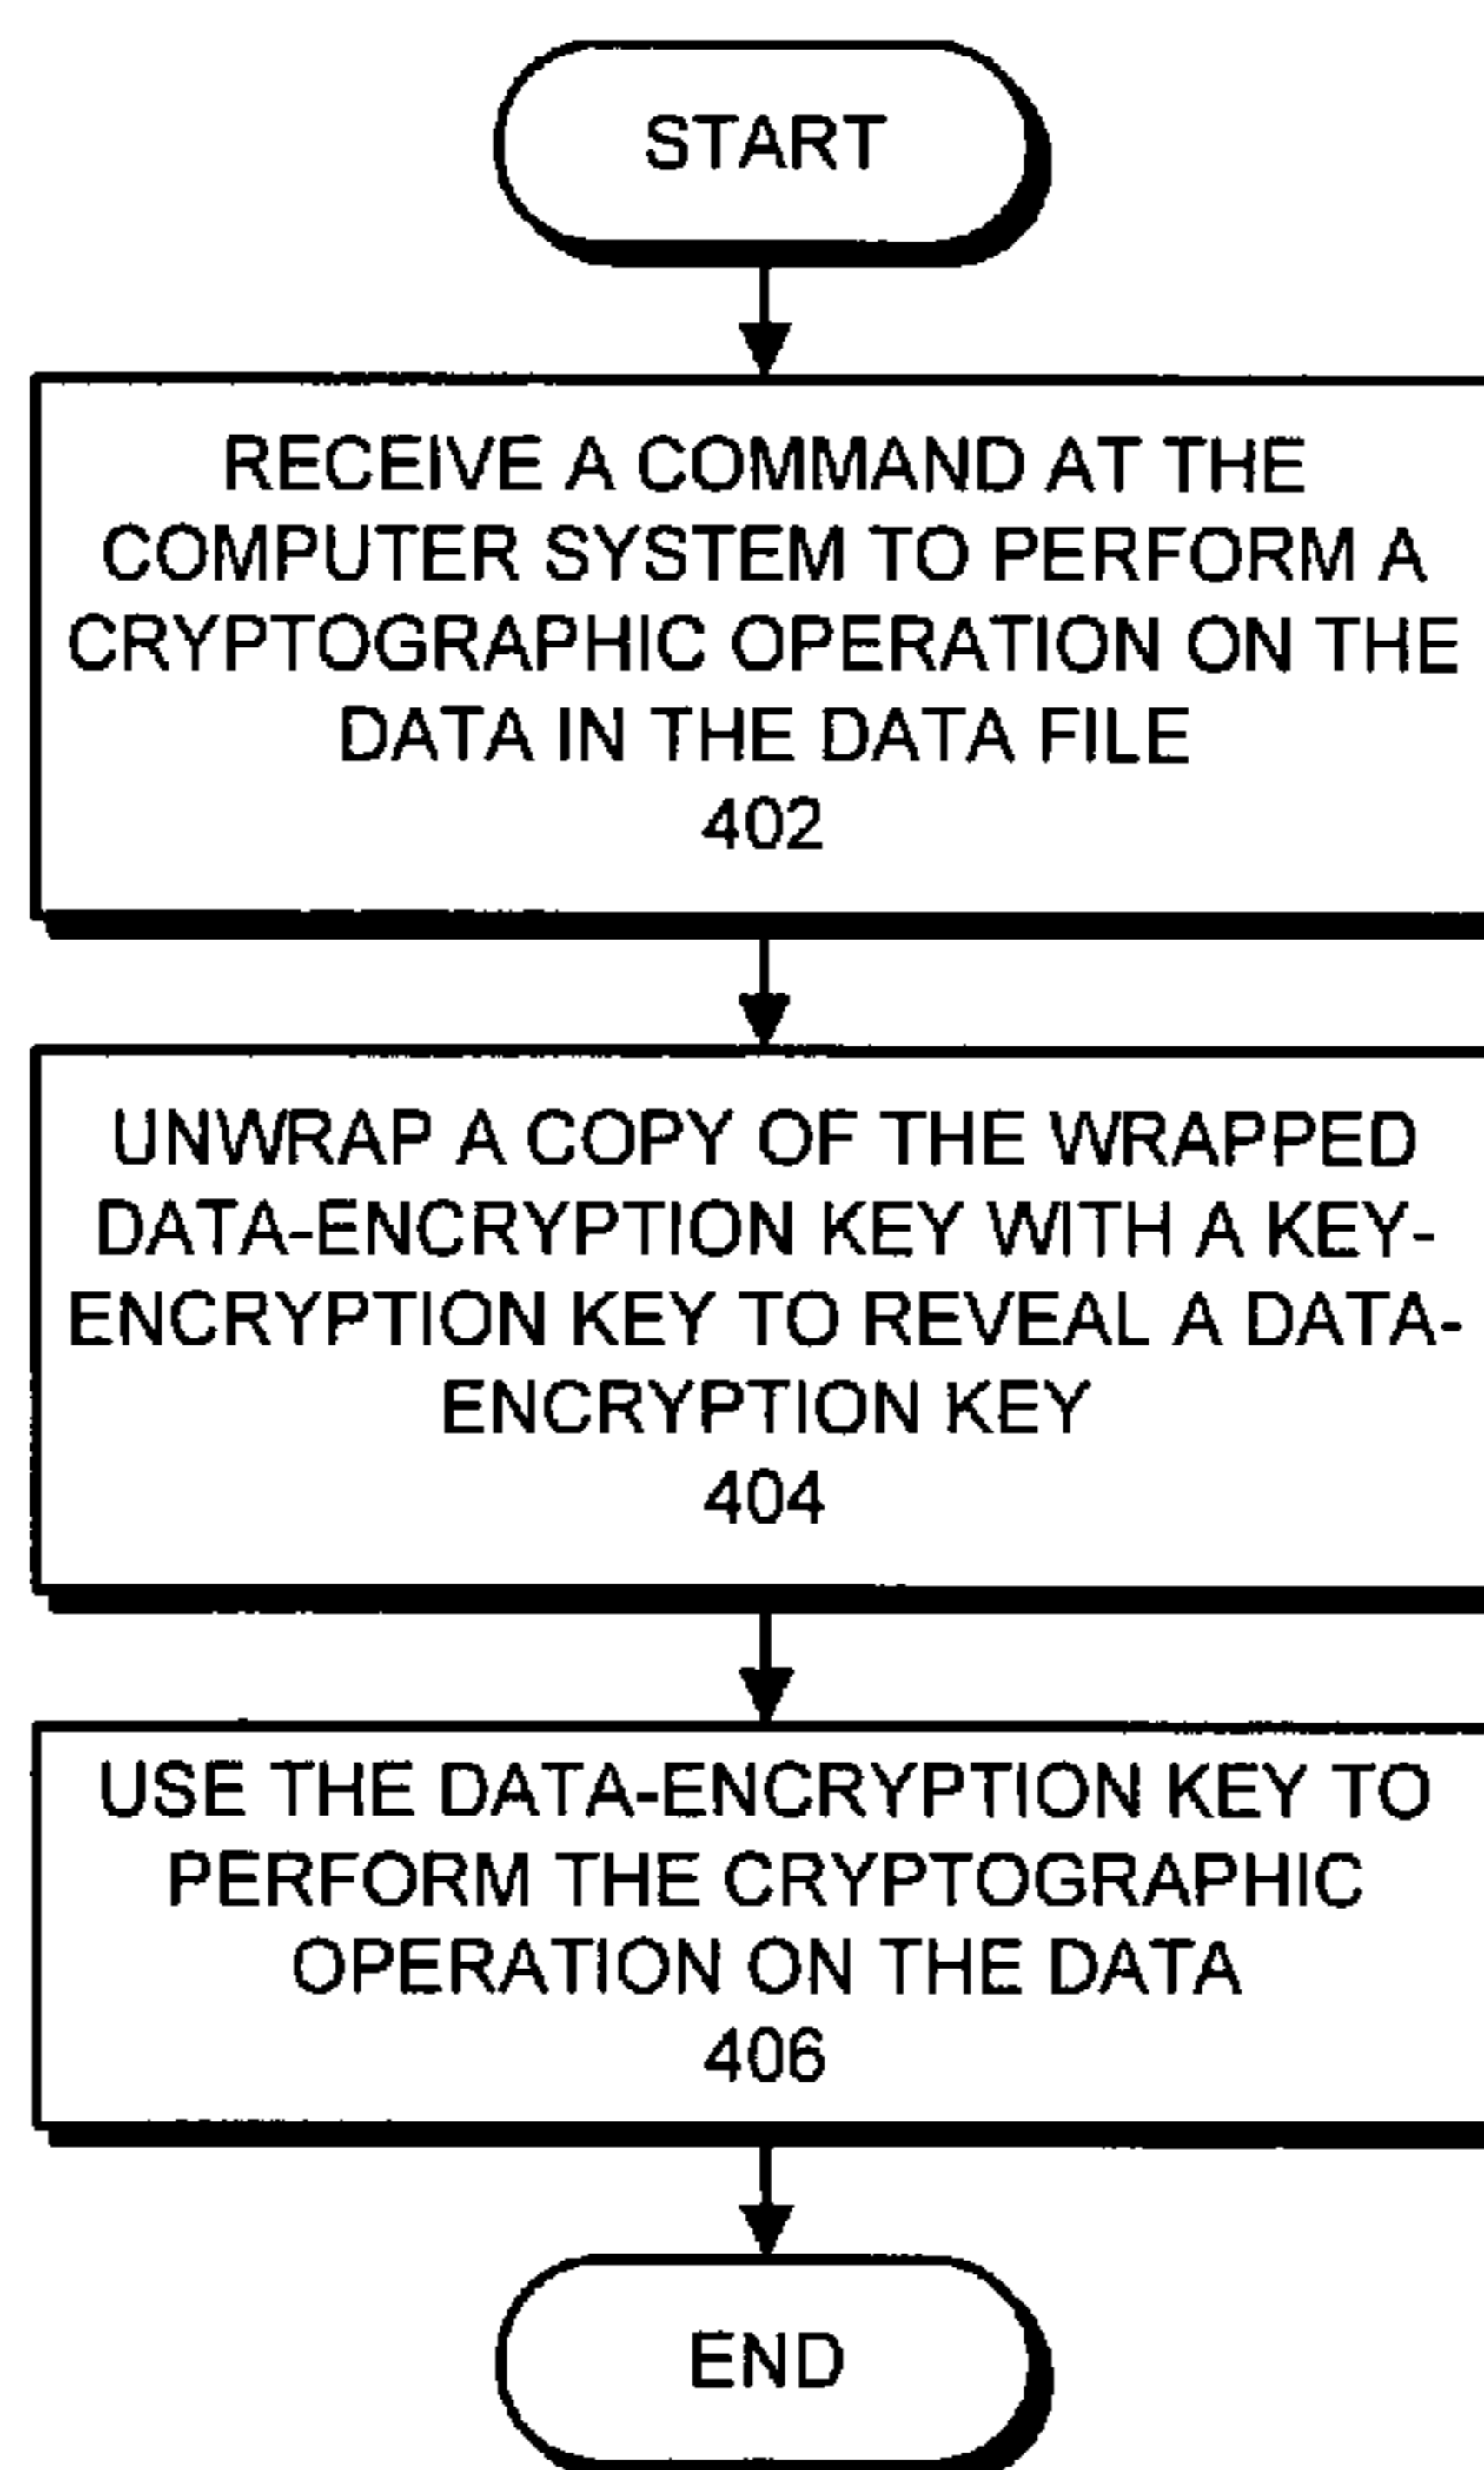 START
RECEIVE A COMMAND AT THE
COMPUTER SYSTEM TO PERFORM A
CRYPTOGRAPHIC OPERATION ON THE
DATA IN THE DATA FILE
402
UNWRAP A COPY OF THE WRAPPED
DATA-ENCRYPTION KEY WITH A KEY-
ENCRYPTION KEY TO REVEAL A DATA-
ENCRYPTION KEY
404
USE THE DATA-ENCRYPTION KEY TO
PERFORM THE CRYPTOGRAPHIC
OPERATION ON THE DATA
406
END